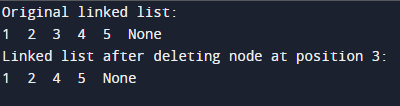 Original linked list:
1  2  3  4  5  None
Linked list after deleting node at position 3:
1  2  4  5  None